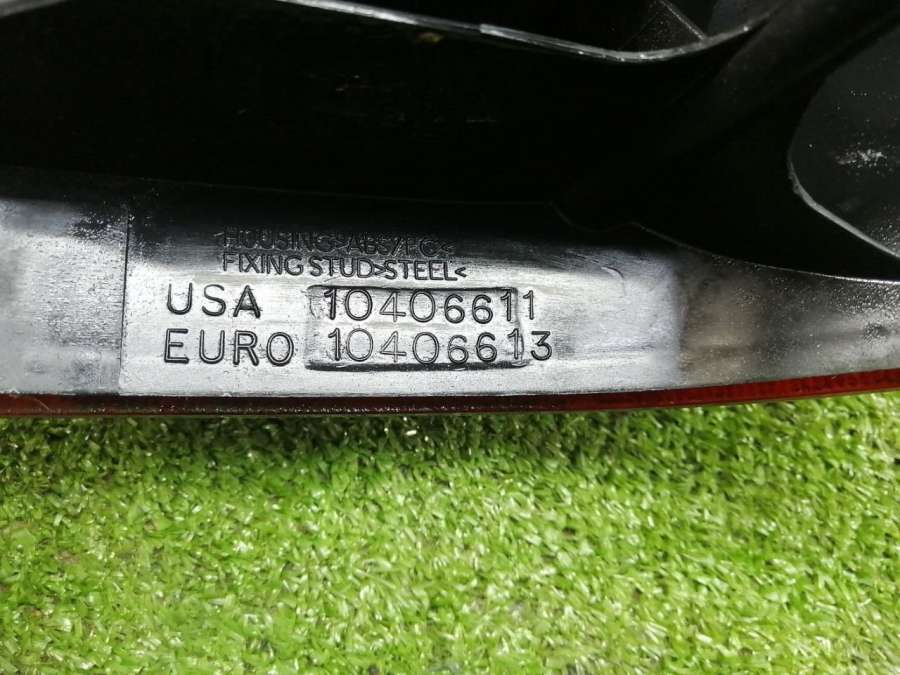 HOUSING>ABS/PC<
FIXING STUD>STEEL<
USA 10406611
EURO 10406613